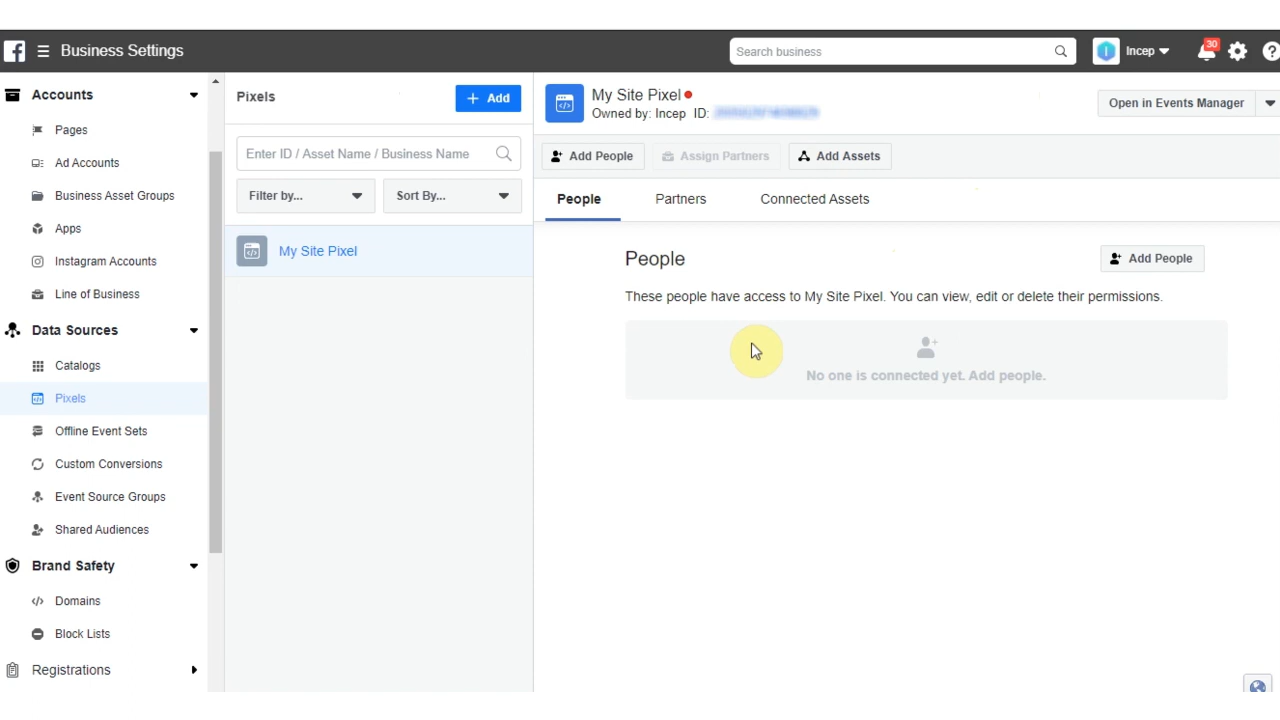 Business Settings
Search business
Incep
30
Accounts
Pages
Ad Accounts
Business Asset Groups
Apps
Instagram Accounts
Line of Business
Data Sources
Catalogs
Pixels
Offline Event Sets
Custom Conversions
Event Source Groups
Shared Audiences
Brand Safety
Domains
Block Lists
Registrations
Pixels
+ Add
Enter ID / Asset Name / Business Name
Filter by...
Sort By...
My Site Pixel
My Site Pixel
Owned by: Incep ID:
Open in Events Manager
Add People
Assign Partners
Add Assets
People
Partners
Connected Assets
People
Add People
These people have access to My Site Pixel. You can view, edit or delete their permissions.
No one is connected yet. Add people.